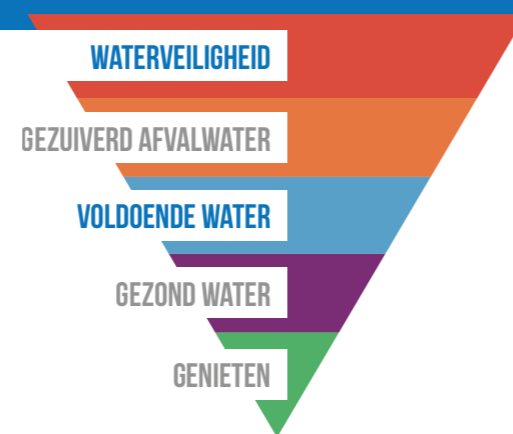 WATERVEILIGHEID
GEZUIVERD AFVALWATER
VOLDOENDE WATER
GEZOND WATER
GENIETEN